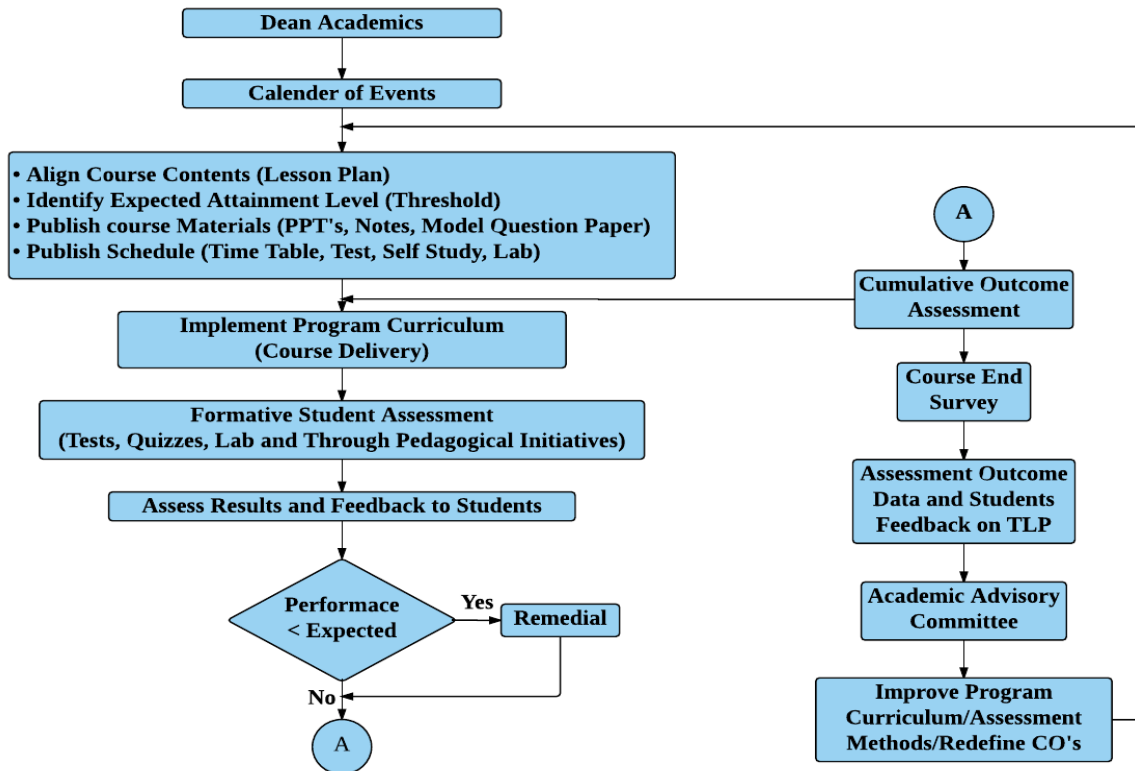 Dean Academics
Calender of Events
• Align Course Contents (Lesson Plan)
• Identify Expected Attainment Level (Threshold)
• Publish course Materials (PPT's, Notes, Model Question Paper)
• Publish Schedule (Time Table, Test, Self Study, Lab)
Implement Program Curriculum
(Course Delivery)
Formative Student Assessment
(Tests, Quizzes, Lab and Through Pedagogical Initiatives)
Assess Results and Feedback to Students
Performace
< Expected
Yes
Remedial
No
A
A
Cumulative Outcome
Assessment
Course End
Survey
Assessment Outcome
Data and Students
Feedback on TLP
Academic Advisory
Committee
Improve Program
Curriculum/Assessment
Methods/Redefine CO's